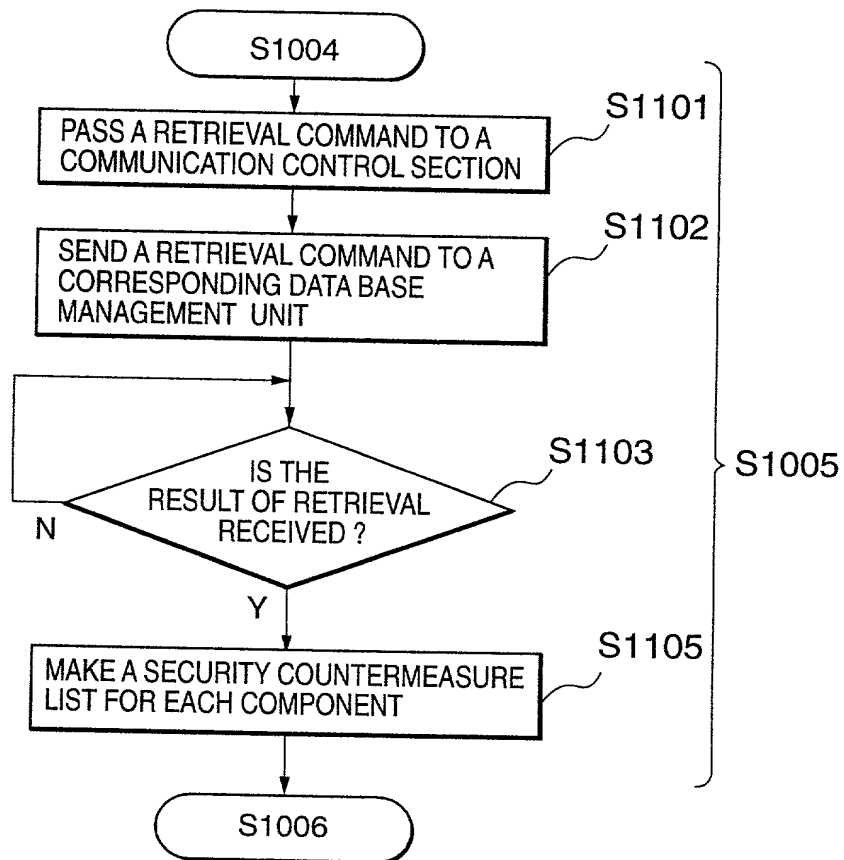 S1004
S1101
PASS A RETRIEVAL COMMAND TO A
COMMUNICATION CONTROL SECTION
S1102
SEND A RETRIEVAL COMMAND TO A
CORRESPONDING DATA BASE
MANAGEMENT UNIT
S1103
IS THE
RESULT OF RETRIEVAL
RECEIVED ?
S1005
N
Y
S1105
MAKE A SECURITY COUNTERMEASURE
LIST FOR EACH COMPONENT
S1006